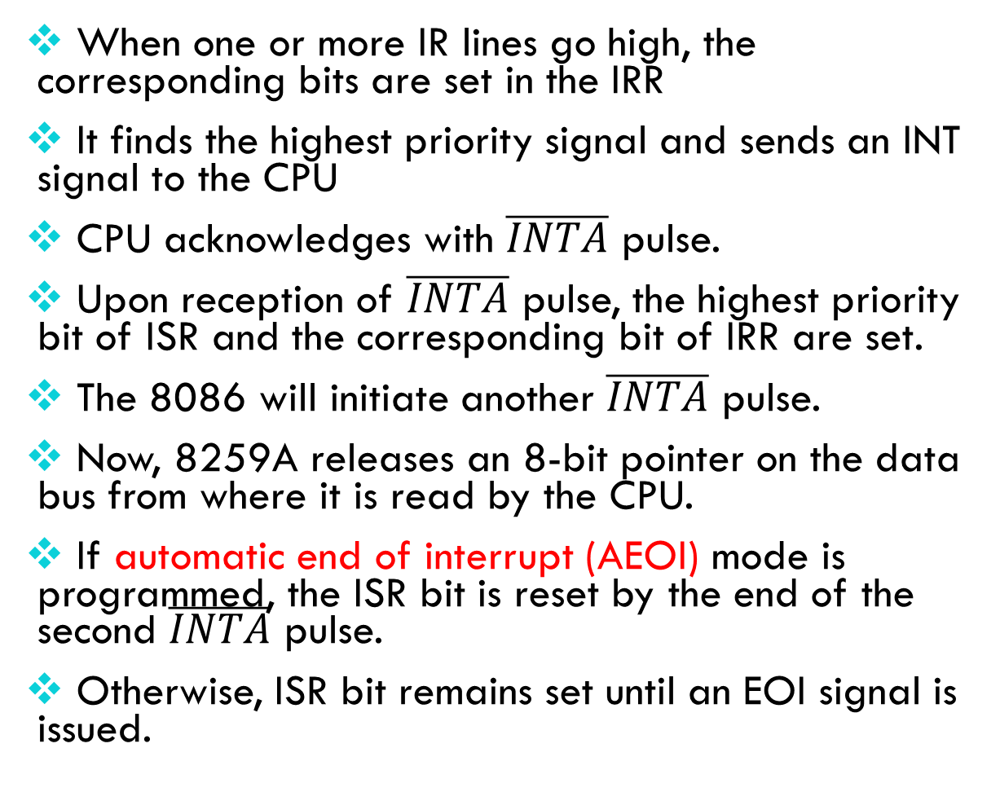 ❖ When one or more IR lines go high, the
corresponding bits are set in the IRR
❖ It finds the highest priority signal and sends an INT
signal to the CPU
❖ CPU acknowledges with $\overline{INTA}$ pulse.
❖ Upon reception of $\overline{INTA}$ pulse, the highest priority
bit of ISR and the corresponding bit of IRR are set.
❖ The 8086 will initiate another $\overline{INTA}$ pulse.
❖ Now, 8259A releases an 8-bit pointer on the data
bus from where it is read by the CPU.
❖ If automatic end of interrupt (AEOI) mode is
programmed, the ISR bit is reset by the end of the
second $\overline{INTA}$ pulse.
❖ Otherwise, ISR bit remains set until an EOI signal is
issued.